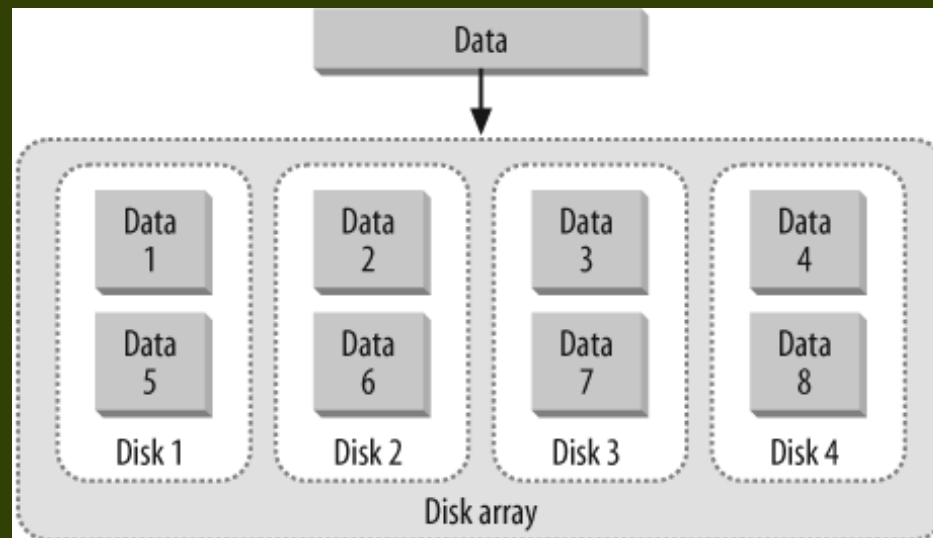 Data
Data
1
Data
2
Data
3
Data
4
Data
5
Data
6
Data
7
Data
8
Disk 1
Disk 2
Disk 3
Disk 4
Disk array